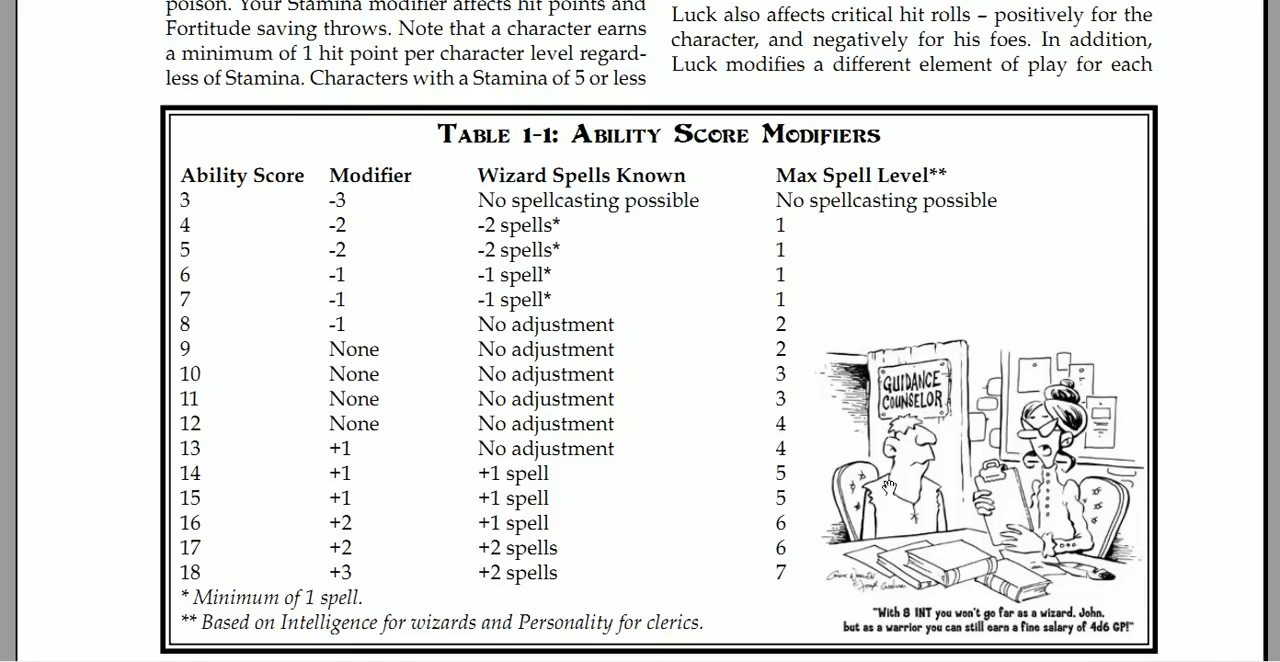 poison. Your Stamina modifier affects hit points and
Fortitude saving throws. Note that a character earns
a minimum of 1 hit point per character level regard-
less of Stamina. Characters with a Stamina of 5 or less
Luck also affects critical hit rolls – positively for the
character, and negatively for his foes. In addition,
Luck modifies a different element of play for each
Table 1-1: Ability Score Modifiers
Ability Score Modifier Wizard Spells Known Max Spell Level**
3 -3 No spellcasting possible No spellcasting possible
4 -2 -2 spells* 1
5 -2 -2 spells* 1
6 -1 -1 spell* 1
7 -1 -1 spell* 1
8 -1 No adjustment 2
9 None No adjustment 2
10 None No adjustment 3
11 None No adjustment 3
12 None No adjustment 4
13 +1 No adjustment 4
14 +1 +1 spell 5
15 +1 +1 spell 5
16 +2 +1 spell 6
17 +2 +2 spells 6
18 +3 +2 spells 7
* Minimum of 1 spell.
** Based on Intelligence for wizards and Personality for clerics.
GUIDANCE
COUNSELOR
"With 8 INT you won't go far as a wizard, John,
but as a warrior you can still earn a fine salary of 4d6 GP!"